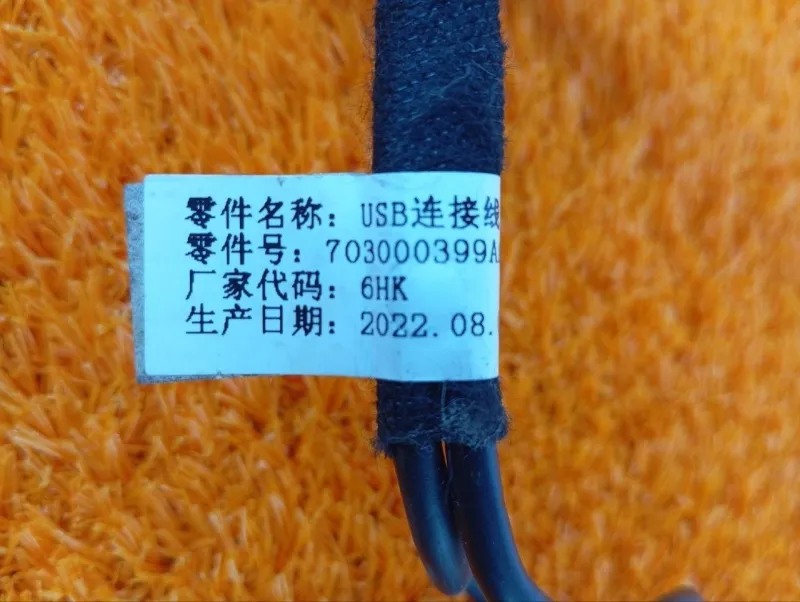 零件名称: USB连接线
零件号: 703000399A
厂家代码: 6HK
生产日期: 2022.08.